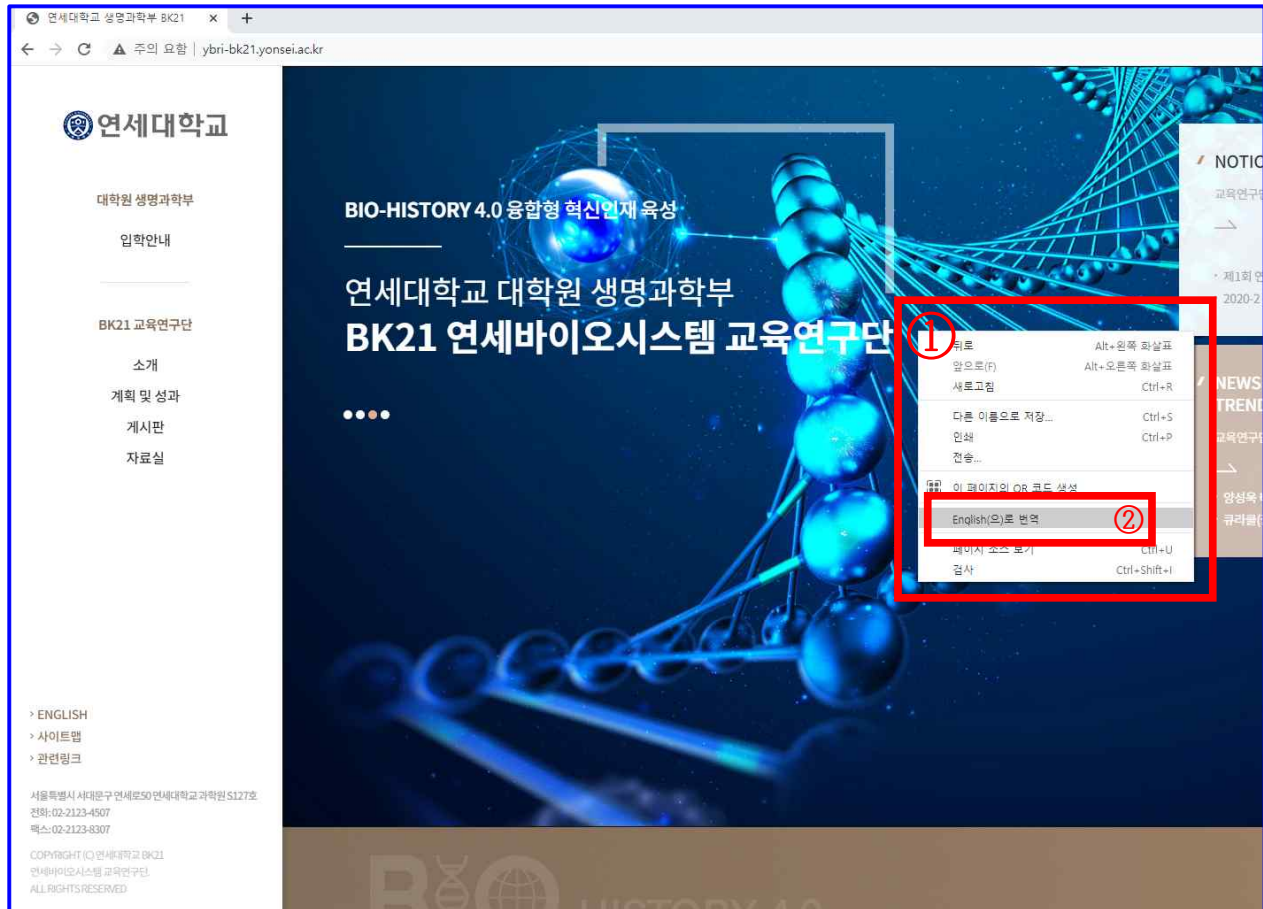 연세대학교 생명과학부 BK21 × +
← → C ▲ 주의 요함 | ybri-bk21.yonsei.ac.kr
연세대학교
대학원 생명과학부
입학안내
BK21 교육연구단
소개
계획 및 성과
게시판
자료실
› ENGLISH
› 사이트맵
› 관련링크
서울특별시 서대문구 연세로50 연세대학교 과학원 S127호
전화: 02-2123-4507
팩스: 02-2123-8307
COPYRIGHT (C) 연세대학교 BK21
연세바이오시스템 교육연구단.
ALL RIGHTS RESERVED
BIO-HISTORY 4.0 융합형 혁신인재 육성
연세대학교 대학원 생명과학부
BK21 연세바이오시스템 교육연구단
①
뒤로 Alt+왼쪽 화살표
앞으로(F) Alt+오른쪽 화살표
새로고침 Ctrl+R
다른 이름으로 저장... Ctrl+S
인쇄 Ctrl+P
전송...
이 페이지의 QR 코드 생성
English(으)로 번역 ②
페이지 소스 보기 Ctrl+U
검사 Ctrl+Shift+I
NOTIC
교육연구단
· 제1회 연
2020-2
NEWS
TREND
교육연구단
· 양성욱
· 큐라클(
BIO
HISTORY 4.0